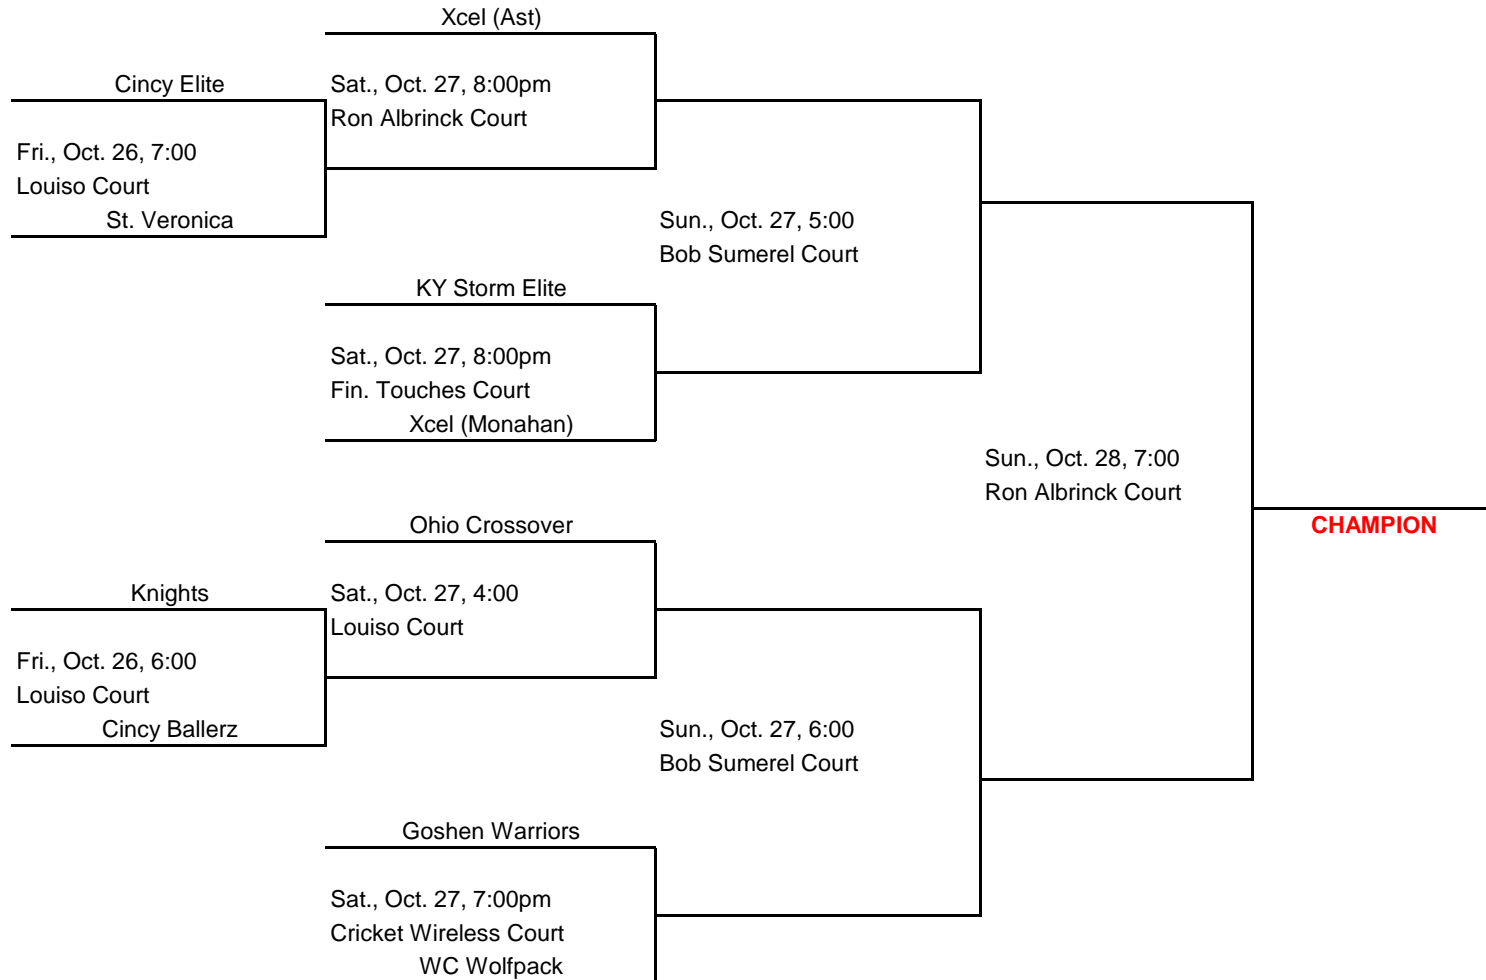 Xcel (Ast)
Cincy Elite
Sat., Oct. 27, 8:00pm
Ron Albrinck Court
Fri., Oct. 26, 7:00
Louiso Court
St. Veronica
Sun., Oct. 27, 5:00
Bob Sumerel Court
KY Storm Elite
Sat., Oct. 27, 8:00pm
Fin. Touches Court
Xcel (Monahan)
Sun., Oct. 28, 7:00
Ron Albrinck Court
CHAMPION
Ohio Crossover
Knights
Sat., Oct. 27, 4:00
Louiso Court
Fri., Oct. 26, 6:00
Louiso Court
Cincy Ballerz
Sun., Oct. 27, 6:00
Bob Sumerel Court
Goshen Warriors
Sat., Oct. 27, 7:00pm
Cricket Wireless Court
WC Wolfpack